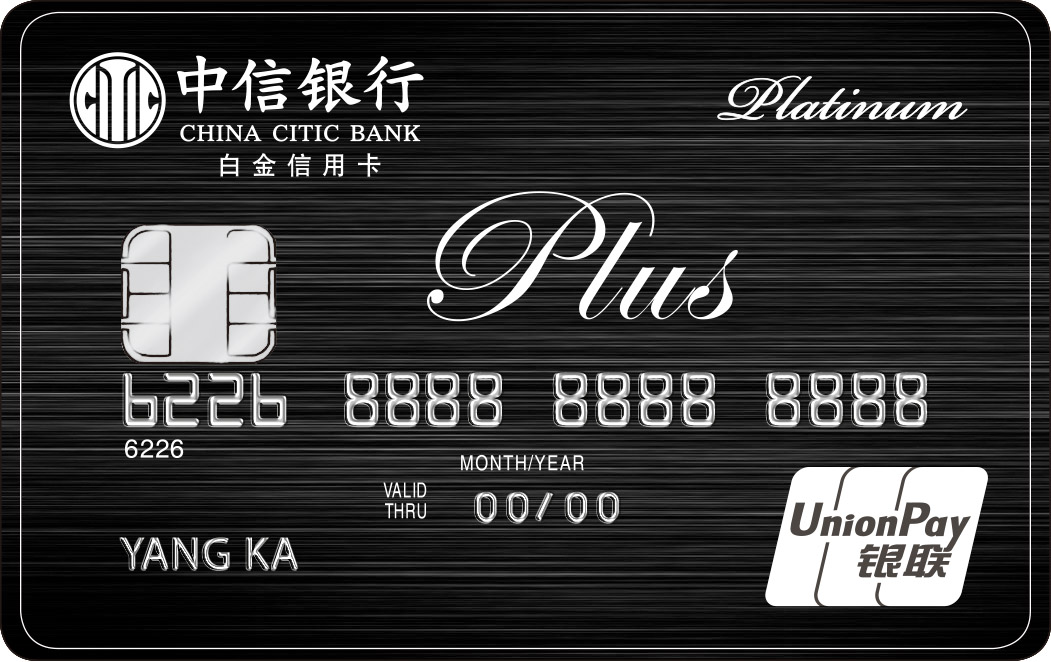 中信银行
CHINA CITIC BANK
白金信用卡
Platinum
Plus
6226 8888 8888 8888
6226
MONTH/YEAR
VALID THRU 00/00
YANG KA
UnionPay
银联